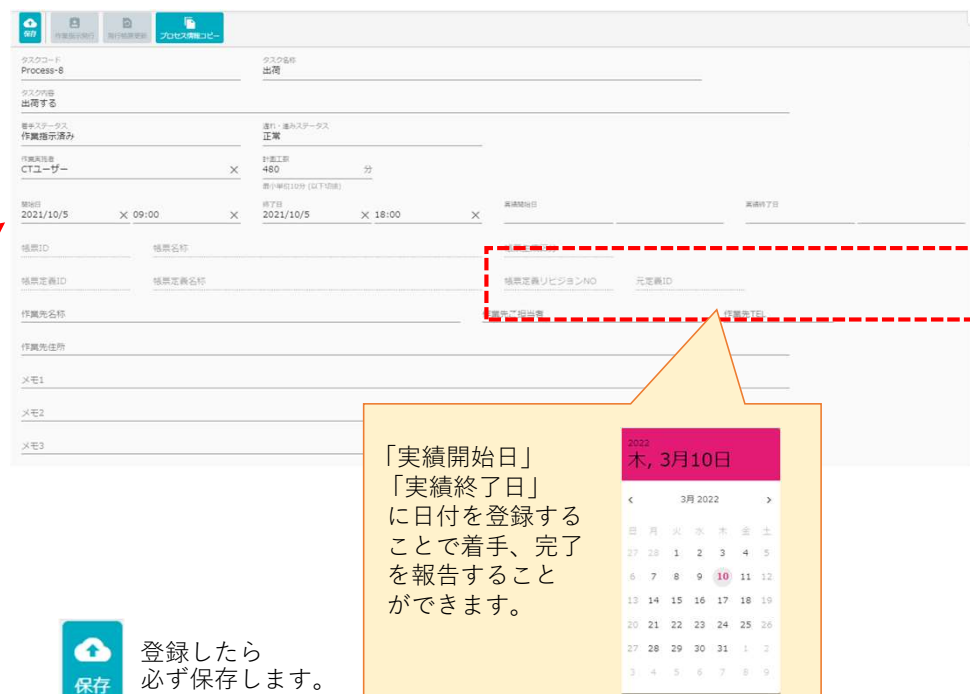 保存 作業指示発行 発行帳票更新 プロセス情報コピー
タスクコード タスク名称
Process-8 出荷
タスク内容
出荷する
着手ステータス 遅れ・進みステータス
作業指示済み 正常
作業実施者 計画工数
CTユーザー × 480 分
最小単位10分 (以下切捨)
開始日 終了日 実績開始日 実績終了日
2021/10/5 × 09:00 × 2021/10/5 × 18:00 ×
帳票ID 帳票名称
帳票定義ID 帳票定義名称 帳票定義リビジョンNO 元定義ID
作業先名称 作業先ご担当者 作業先TEL
作業先住所
メモ1
メモ2
メモ3
「実績開始日」
「実績終了日」
に日付を登録する
ことで着手、完了
を報告すること
ができます。
2022
木, 3月10日
‹ 3月 2022 ›
日 月 火 水 木 金 土
27 28 1 2 3 4 5
6 7 8 9 10 11 12
13 14 15 16 17 18 19
20 21 22 23 24 25 26
27 28 29 30 31 1 2
3 4 5 6 7 8 9
保存
登録したら
必ず保存します。